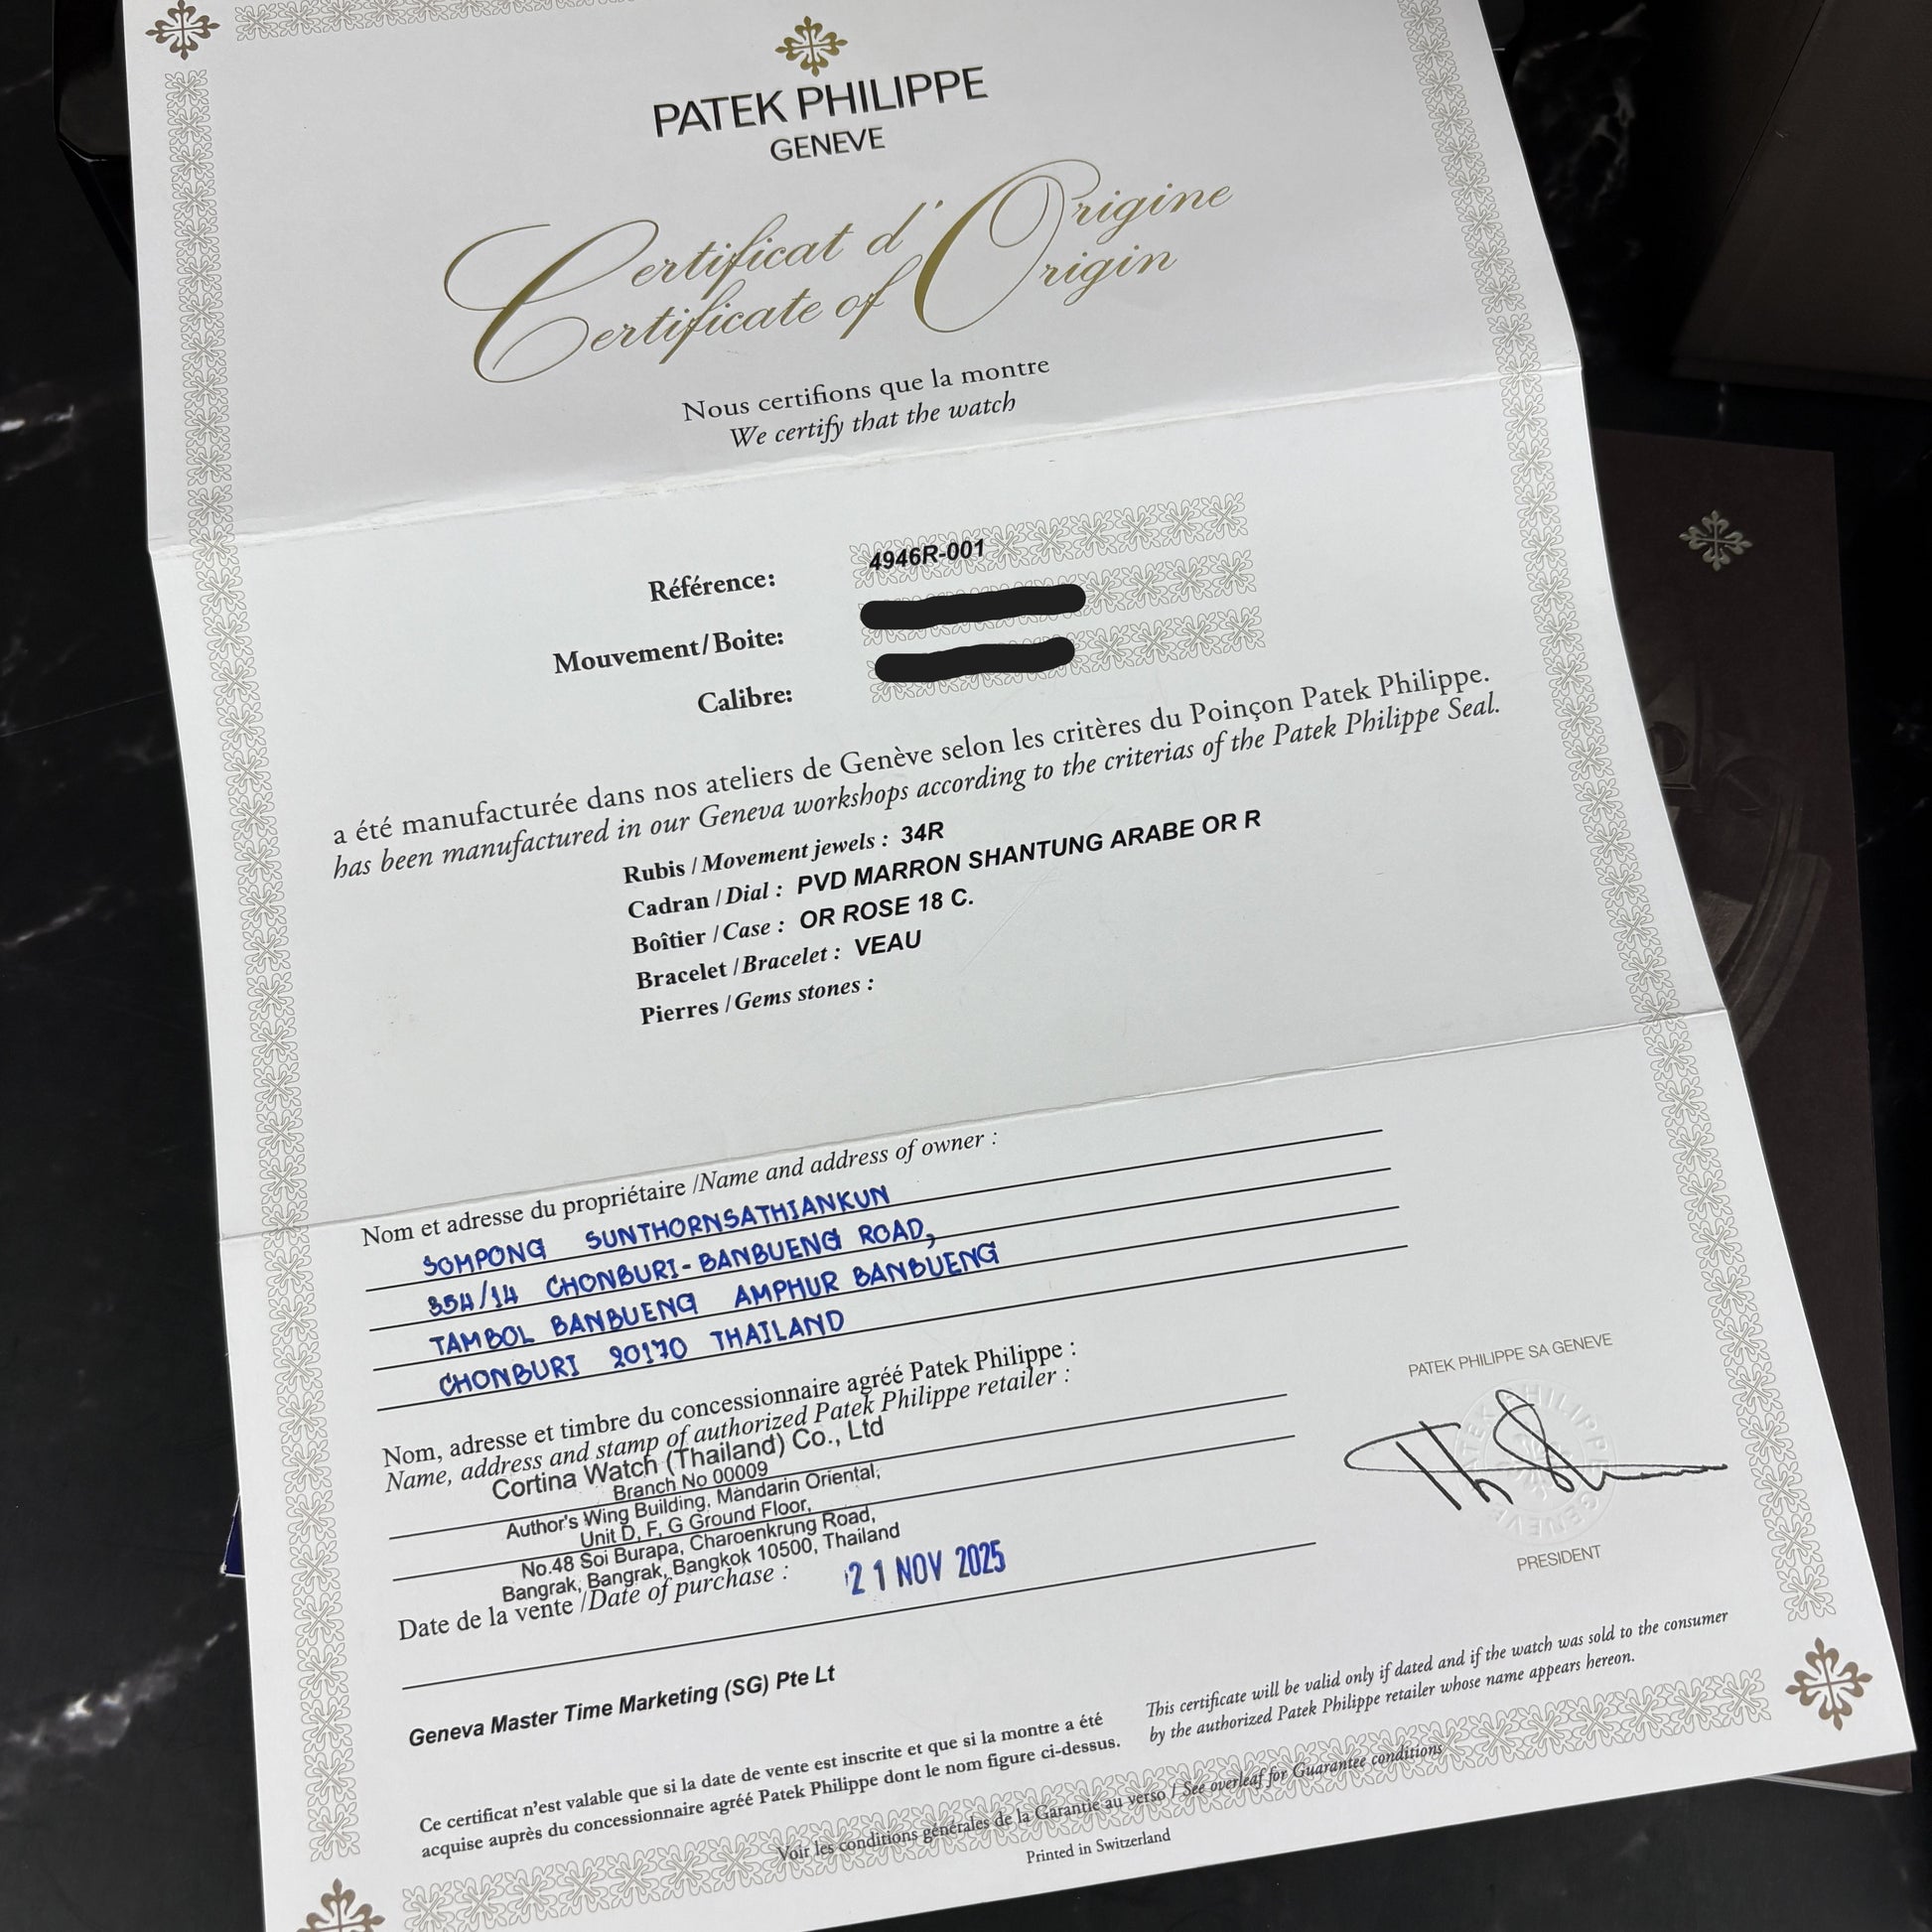 PATEK PHILIPPE
GENEVE
Certificat d'Origine
Certificate of Origin
Nous certifions que la montre
We certify that the watch
Référence: 4946R-001
Mouvement/Boite:
Calibre:
a été manufacturée dans nos ateliers de Genève selon les critères du Poinçon Patek Philippe.
has been manufactured in our Geneva workshops according to the criterias of the Patek Philippe Seal.
Rubis / Movement jewels : 34R
Cadran / Dial : PVD MARRON SHANTUNG ARABE OR R
Boîtier / Case : OR ROSE 18 C.
Bracelet / Bracelet : VEAU
Pierres / Gems stones :
Nom et adresse du propriétaire /Name and address of owner :
SOMPONG SUNTHORNSATHIANKUN
354/14 CHONBURI-BANBUENG ROAD,
TAMBOL BANBUENG AMPHUR BANBUENG
CHONBURI 20170 THAILAND
Nom, adresse et timbre du concessionnaire agréé Patek Philippe :
Name, address and stamp of authorized Patek Philippe retailer :
Cortina Watch (Thailand) Co., Ltd
Branch No 00009
Author's Wing Building, Mandarin Oriental,
Unit D, F, G Ground Floor,
No.48 Soi Burapa, Charoenkrung Road,
Bangrak, Bangrak, Bangkok 10500, Thailand
Date de la vente /Date of purchase : 21 NOV 2025
PATEK PHILIPPE SA GENEVE
PATEK PHILIPPE GENEVE
PRESIDENT
Geneva Master Time Marketing (SG) Pte Lt
Ce certificat n'est valable que si la date de vente est inscrite et que si la montre a été
acquise auprès du concessionnaire agréé Patek Philippe dont le nom figure ci-dessus.
This certificate will be valid only if dated and if the watch was sold to the consumer
by the authorized Patek Philippe retailer whose name appears hereon.
Voir les conditions générales de la Garantie au verso / See overleaf for Guarantee conditions
Printed in Switzerland